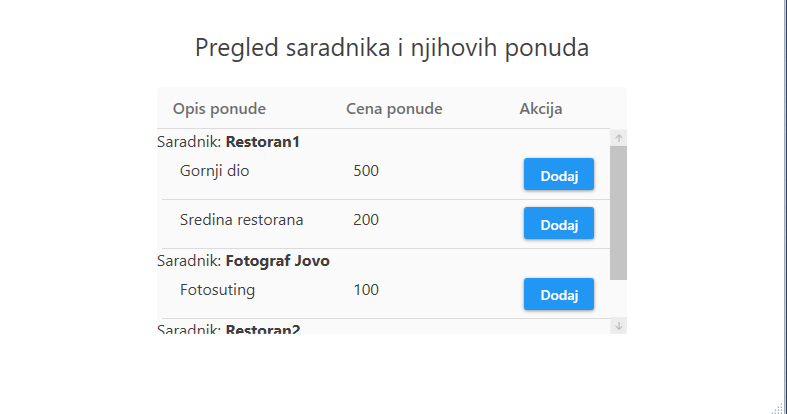 Pregled saradnika i njihovih ponuda
Opis ponude Cena ponude Akcija
Saradnik: Restoran1
Gornji dio 500 Dodaj
Sredina restorana 200 Dodaj
Saradnik: Fotograf Jovo
Fotosuting 100 Dodaj
Saradnik: Restoran2